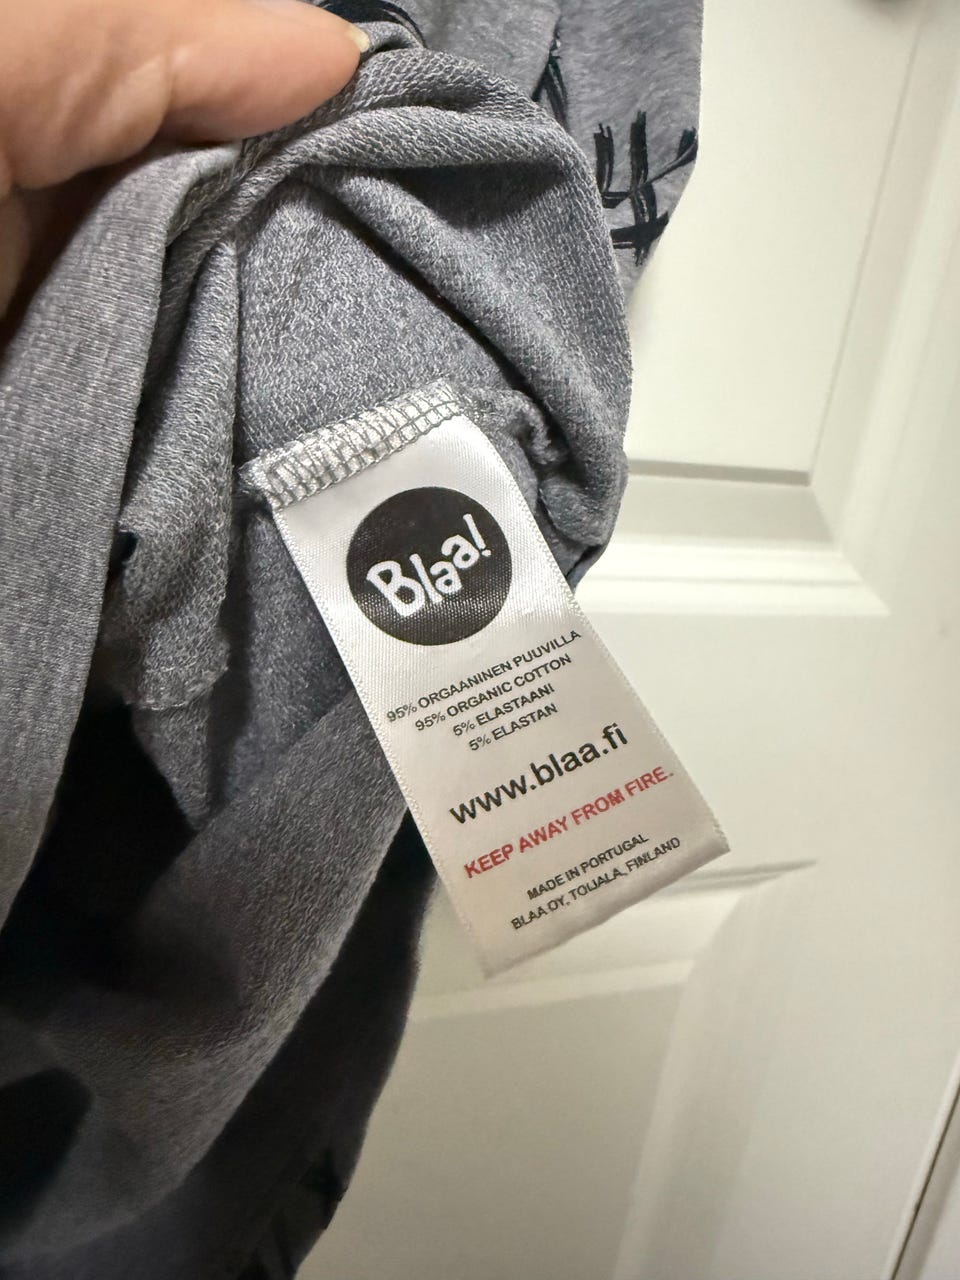 Blaa!
95% ORGAANINEN PUUVILLA
95% ORGANIC COTTON
5% ELASTAANI
5% ELASTAN
www.blaa.fi
KEEP AWAY FROM FIRE.
MADE IN PORTUGAL
BLAA OY, TOIJALA, FINLAND